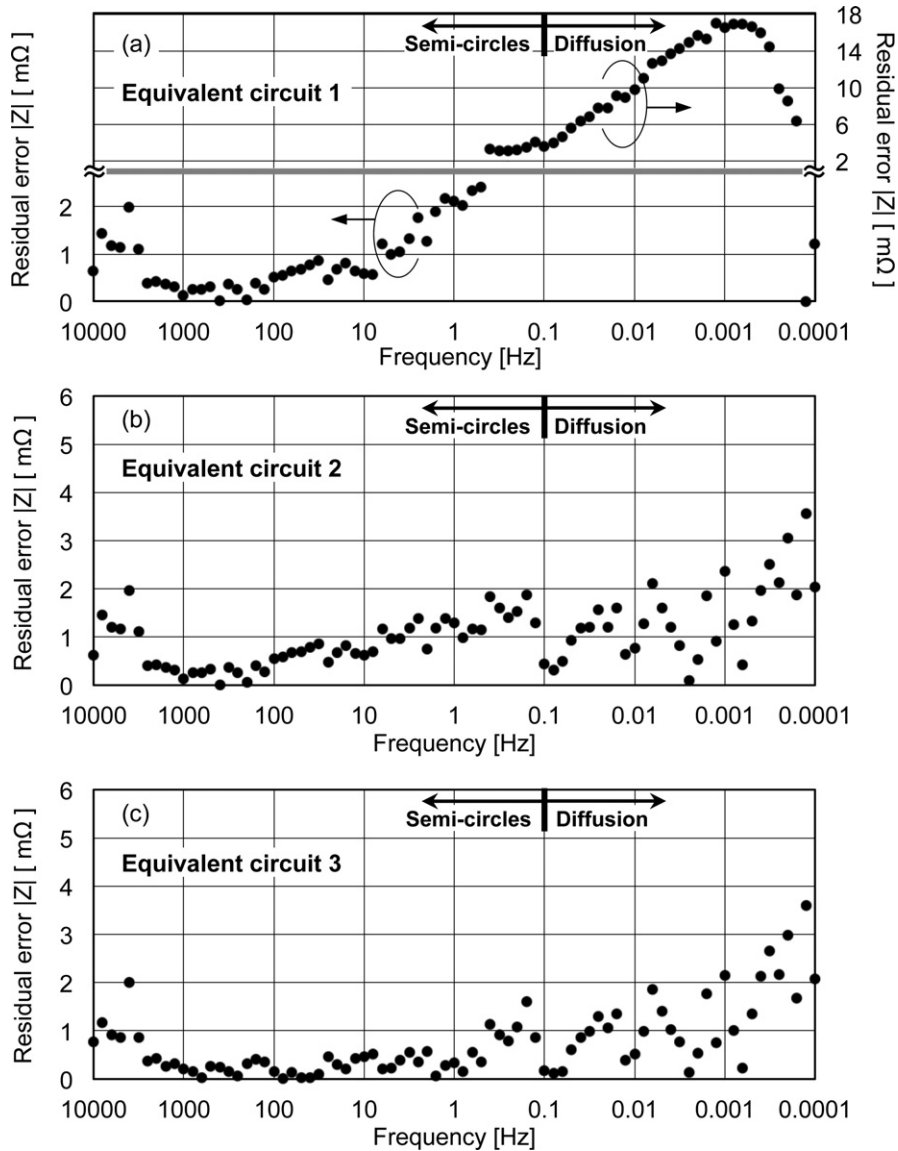 (a)
Semi-circles Diffusion
Equivalent circuit 1
Residual error |Z| [ mΩ ]
2
1
0
18
14
10
6
2
Residual error |Z| [ mΩ ]
10000 1000 100 10 1 0.1 0.01 0.001 0.0001
Frequency [Hz]
(b)
Semi-circles Diffusion
Equivalent circuit 2
Residual error |Z| [ mΩ ]
6
5
4
3
2
1
0
10000 1000 100 10 1 0.1 0.01 0.001 0.0001
Frequency [Hz]
(c)
Semi-circles Diffusion
Equivalent circuit 3
Residual error |Z| [ mΩ ]
6
5
4
3
2
1
0
10000 1000 100 10 1 0.1 0.01 0.001 0.0001
Frequency [Hz]